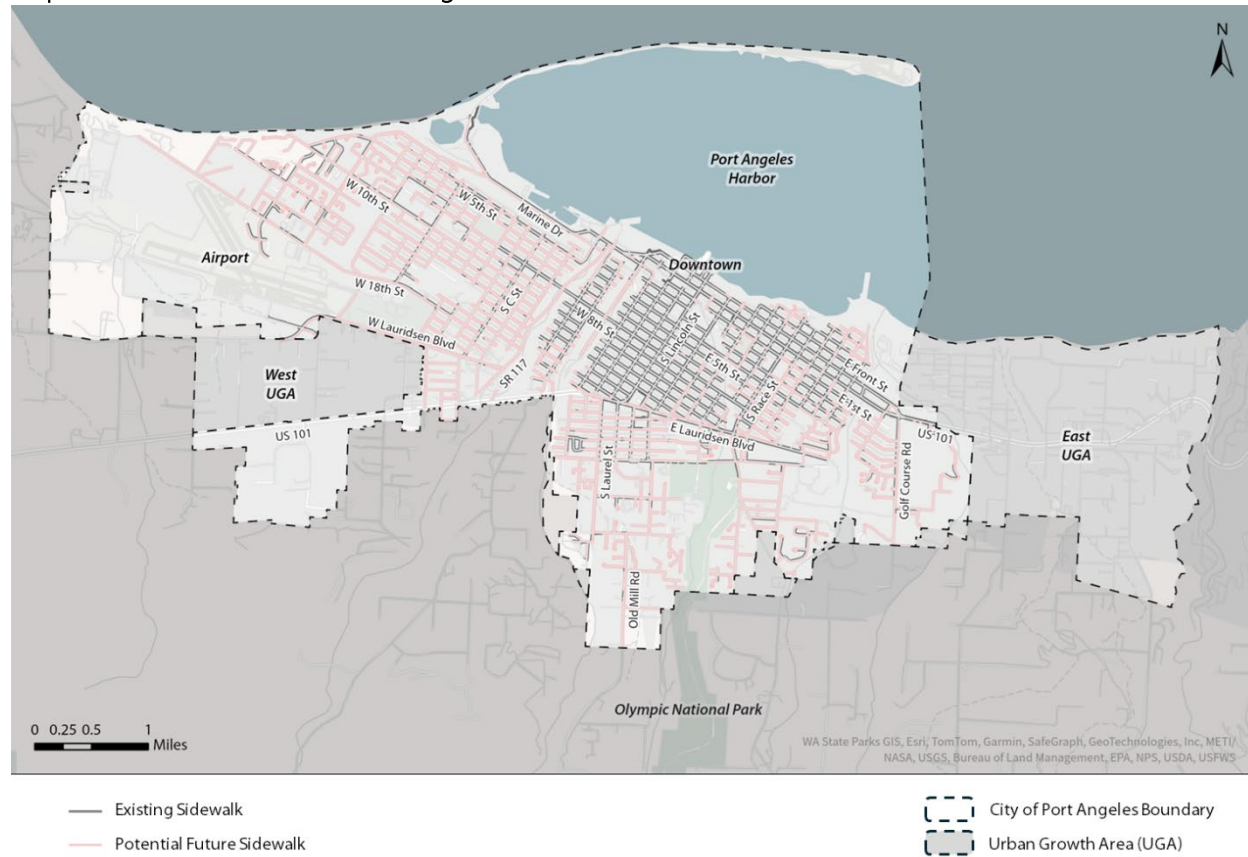 N
Port Angeles
Harbor
W 10th St
W 5th St
Marine Dr
Airport
Downtown
W 18th St
S C St
W 8th St
S Lincoln St
W Lauridsen Blvd
E 5th St
E Front St
SR 117
S Race St
E 1st St
West
UGA
US 101
E Lauridsen Blvd
US 101
East
UGA
S Laurel St
Golf Course Rd
Old Mill Rd
Olympic National Park
0 0.25 0.5 1
Miles
WA State Parks GIS, Esri, TomTom, Garmin, SafeGraph, GeoTechnologies, Inc, METI/
NASA, USGS, Bureau of Land Management, EPA, NPS, USDA, USFWS
Existing Sidewalk
City of Port Angeles Boundary
Potential Future Sidewalk
Urban Growth Area (UGA)